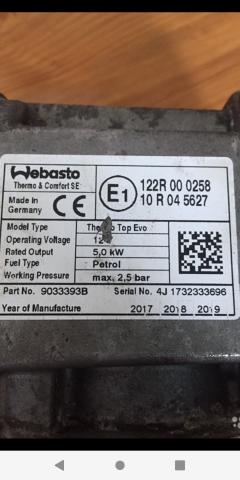 Webasto
Thermo & Comfort SE
Made in
Germany
CE
E1
122R 00 0258
10 R 04 5627
Model Type Top Evo
Operating Voltage
Rated Output 5,0 kW
Fuel Type Petrol
Working Pressure max. 2,5 bar
Part No. 9033393B Serial No. 4J 1732333696
Year of Manufacture 2017 2018 2019